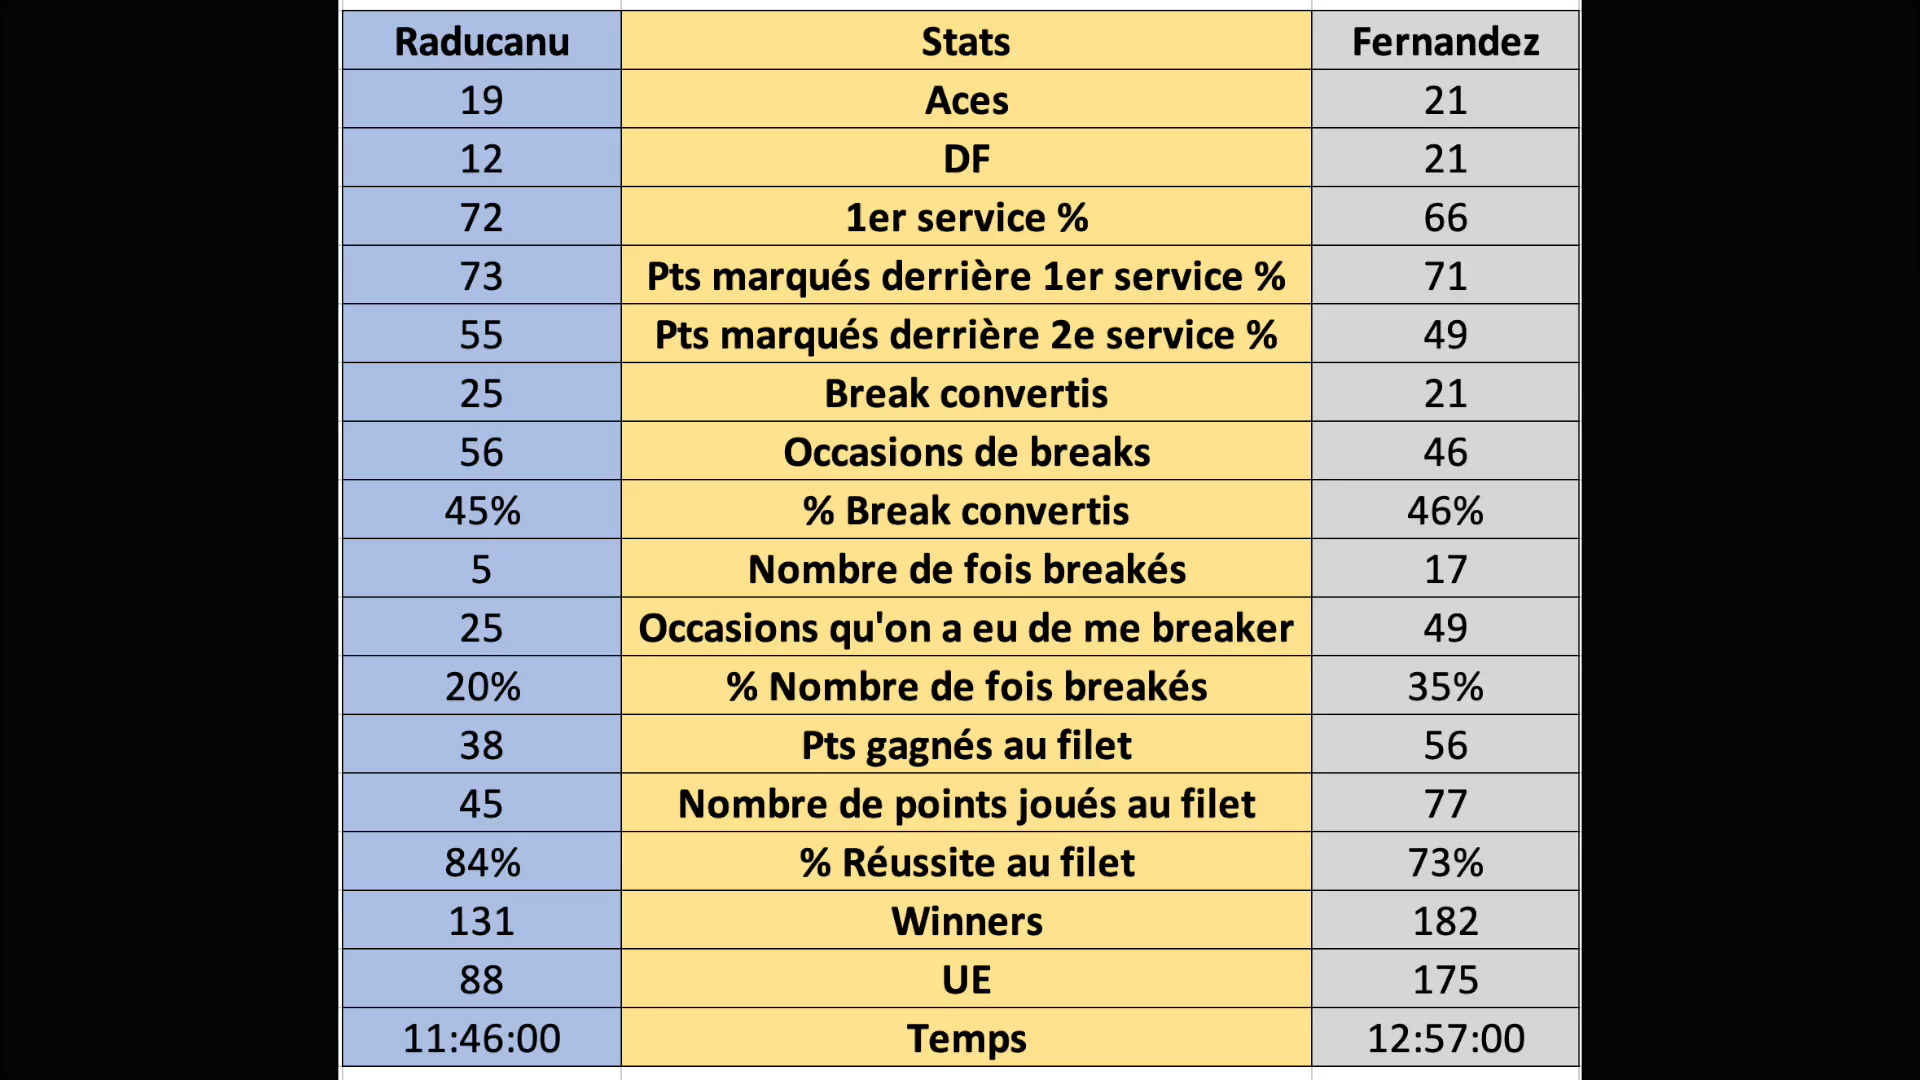 Raducanu Stats Fernandez
19 Aces 21
12 DF 21
72 1er service % 66
73 Pts marqués derrière 1er service % 71
55 Pts marqués derrière 2e service % 49
25 Break convertis 21
56 Occasions de breaks 46
45% % Break convertis 46%
5 Nombre de fois breakés 17
25 Occasions qu'on a eu de me breaker 49
20% % Nombre de fois breakés 35%
38 Pts gagnés au filet 56
45 Nombre de points joués au filet 77
84% % Réussite au filet 73%
131 Winners 182
88 UE 175
11:46:00 Temps 12:57:00